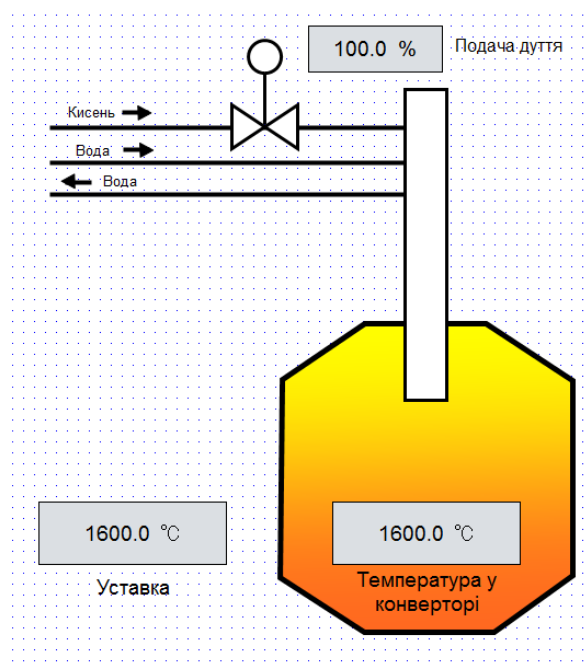 100.0 %
Подача дуття
Кисень
Вода
Вода
1600.0 °C
Уставка
1600.0 °C
Температура у
конверторі